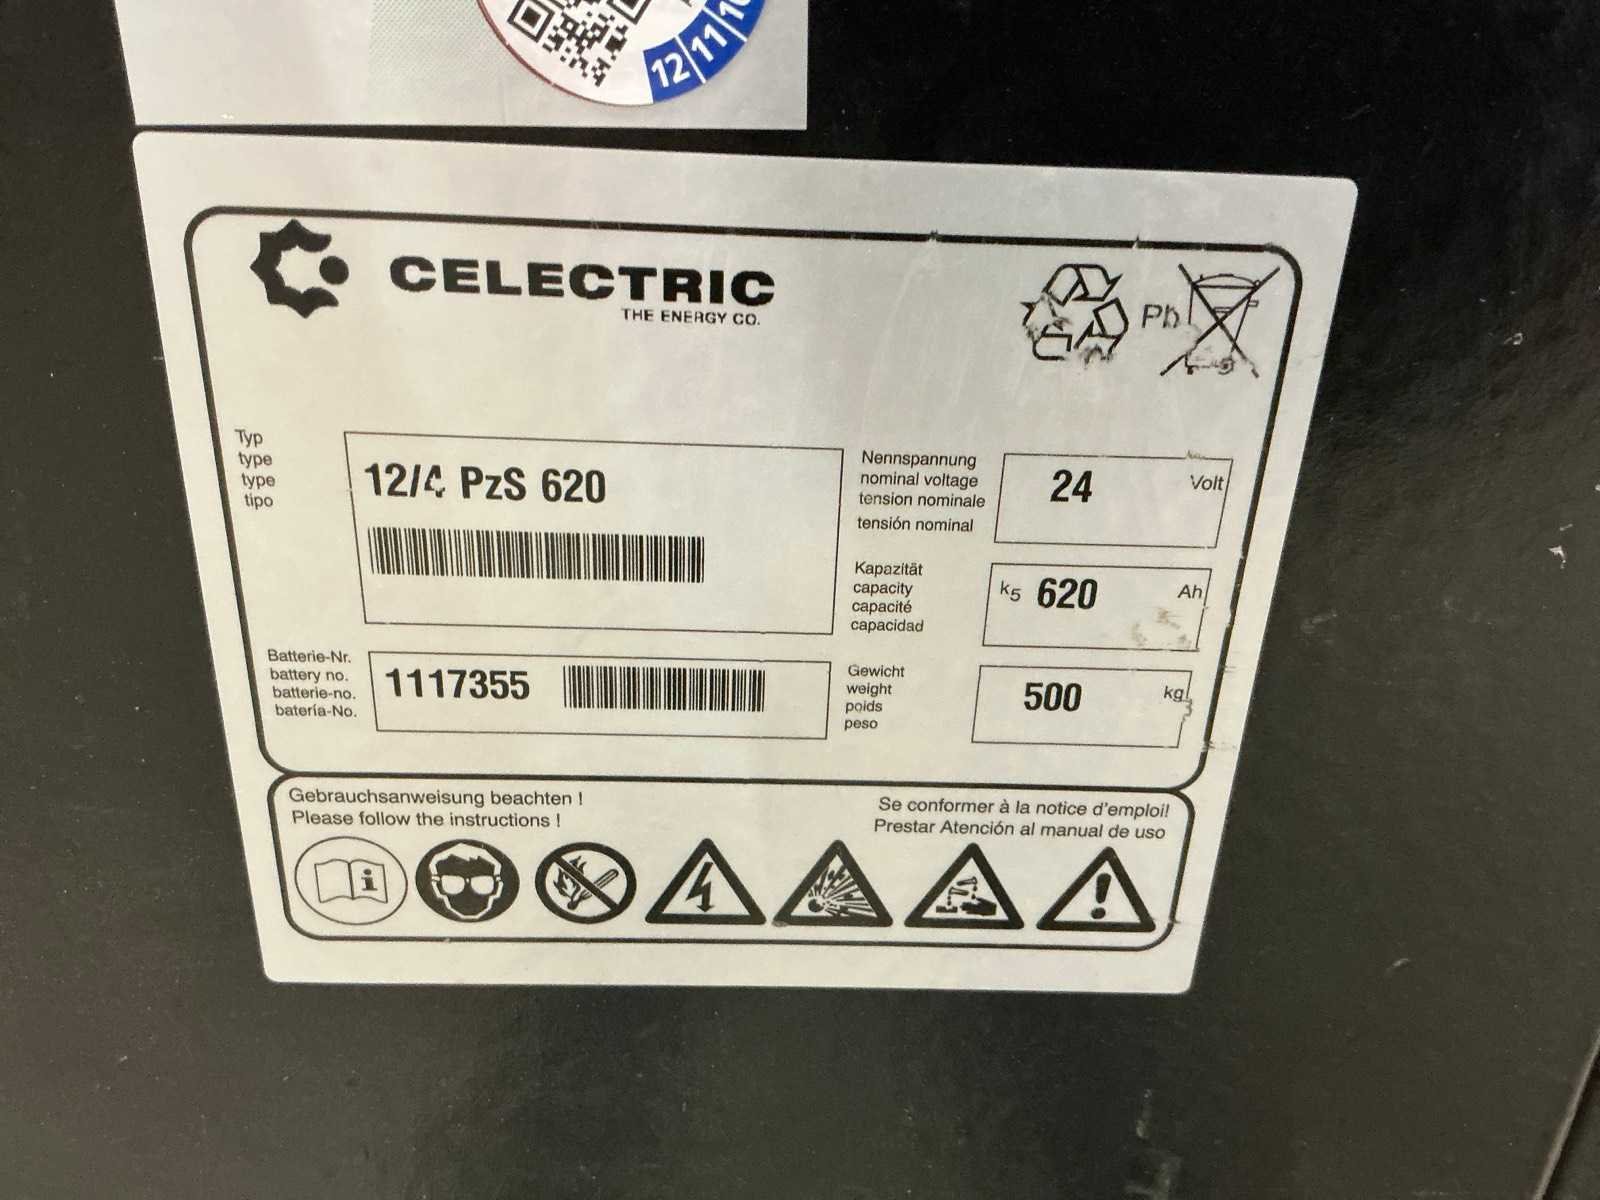 12 11 10
CELECTRIC
THE ENERGY CO.
Pb
Typ
type
type
tipo
12/4 PzS 620
Nennspannung
nominal voltage
tension nominale
tensión nominal
24 Volt
Kapazität
capacity
capacité
capacidad
k5 620 Ah
Batterie-Nr.
battery no.
batterie-no.
batería-No.
1117355
Gewicht
weight
poids
peso
500 kg
Gebrauchsanweisung beachten !
Please follow the instructions !
Se conformer à la notice d'emploi!
Prestar Atención al manual de uso